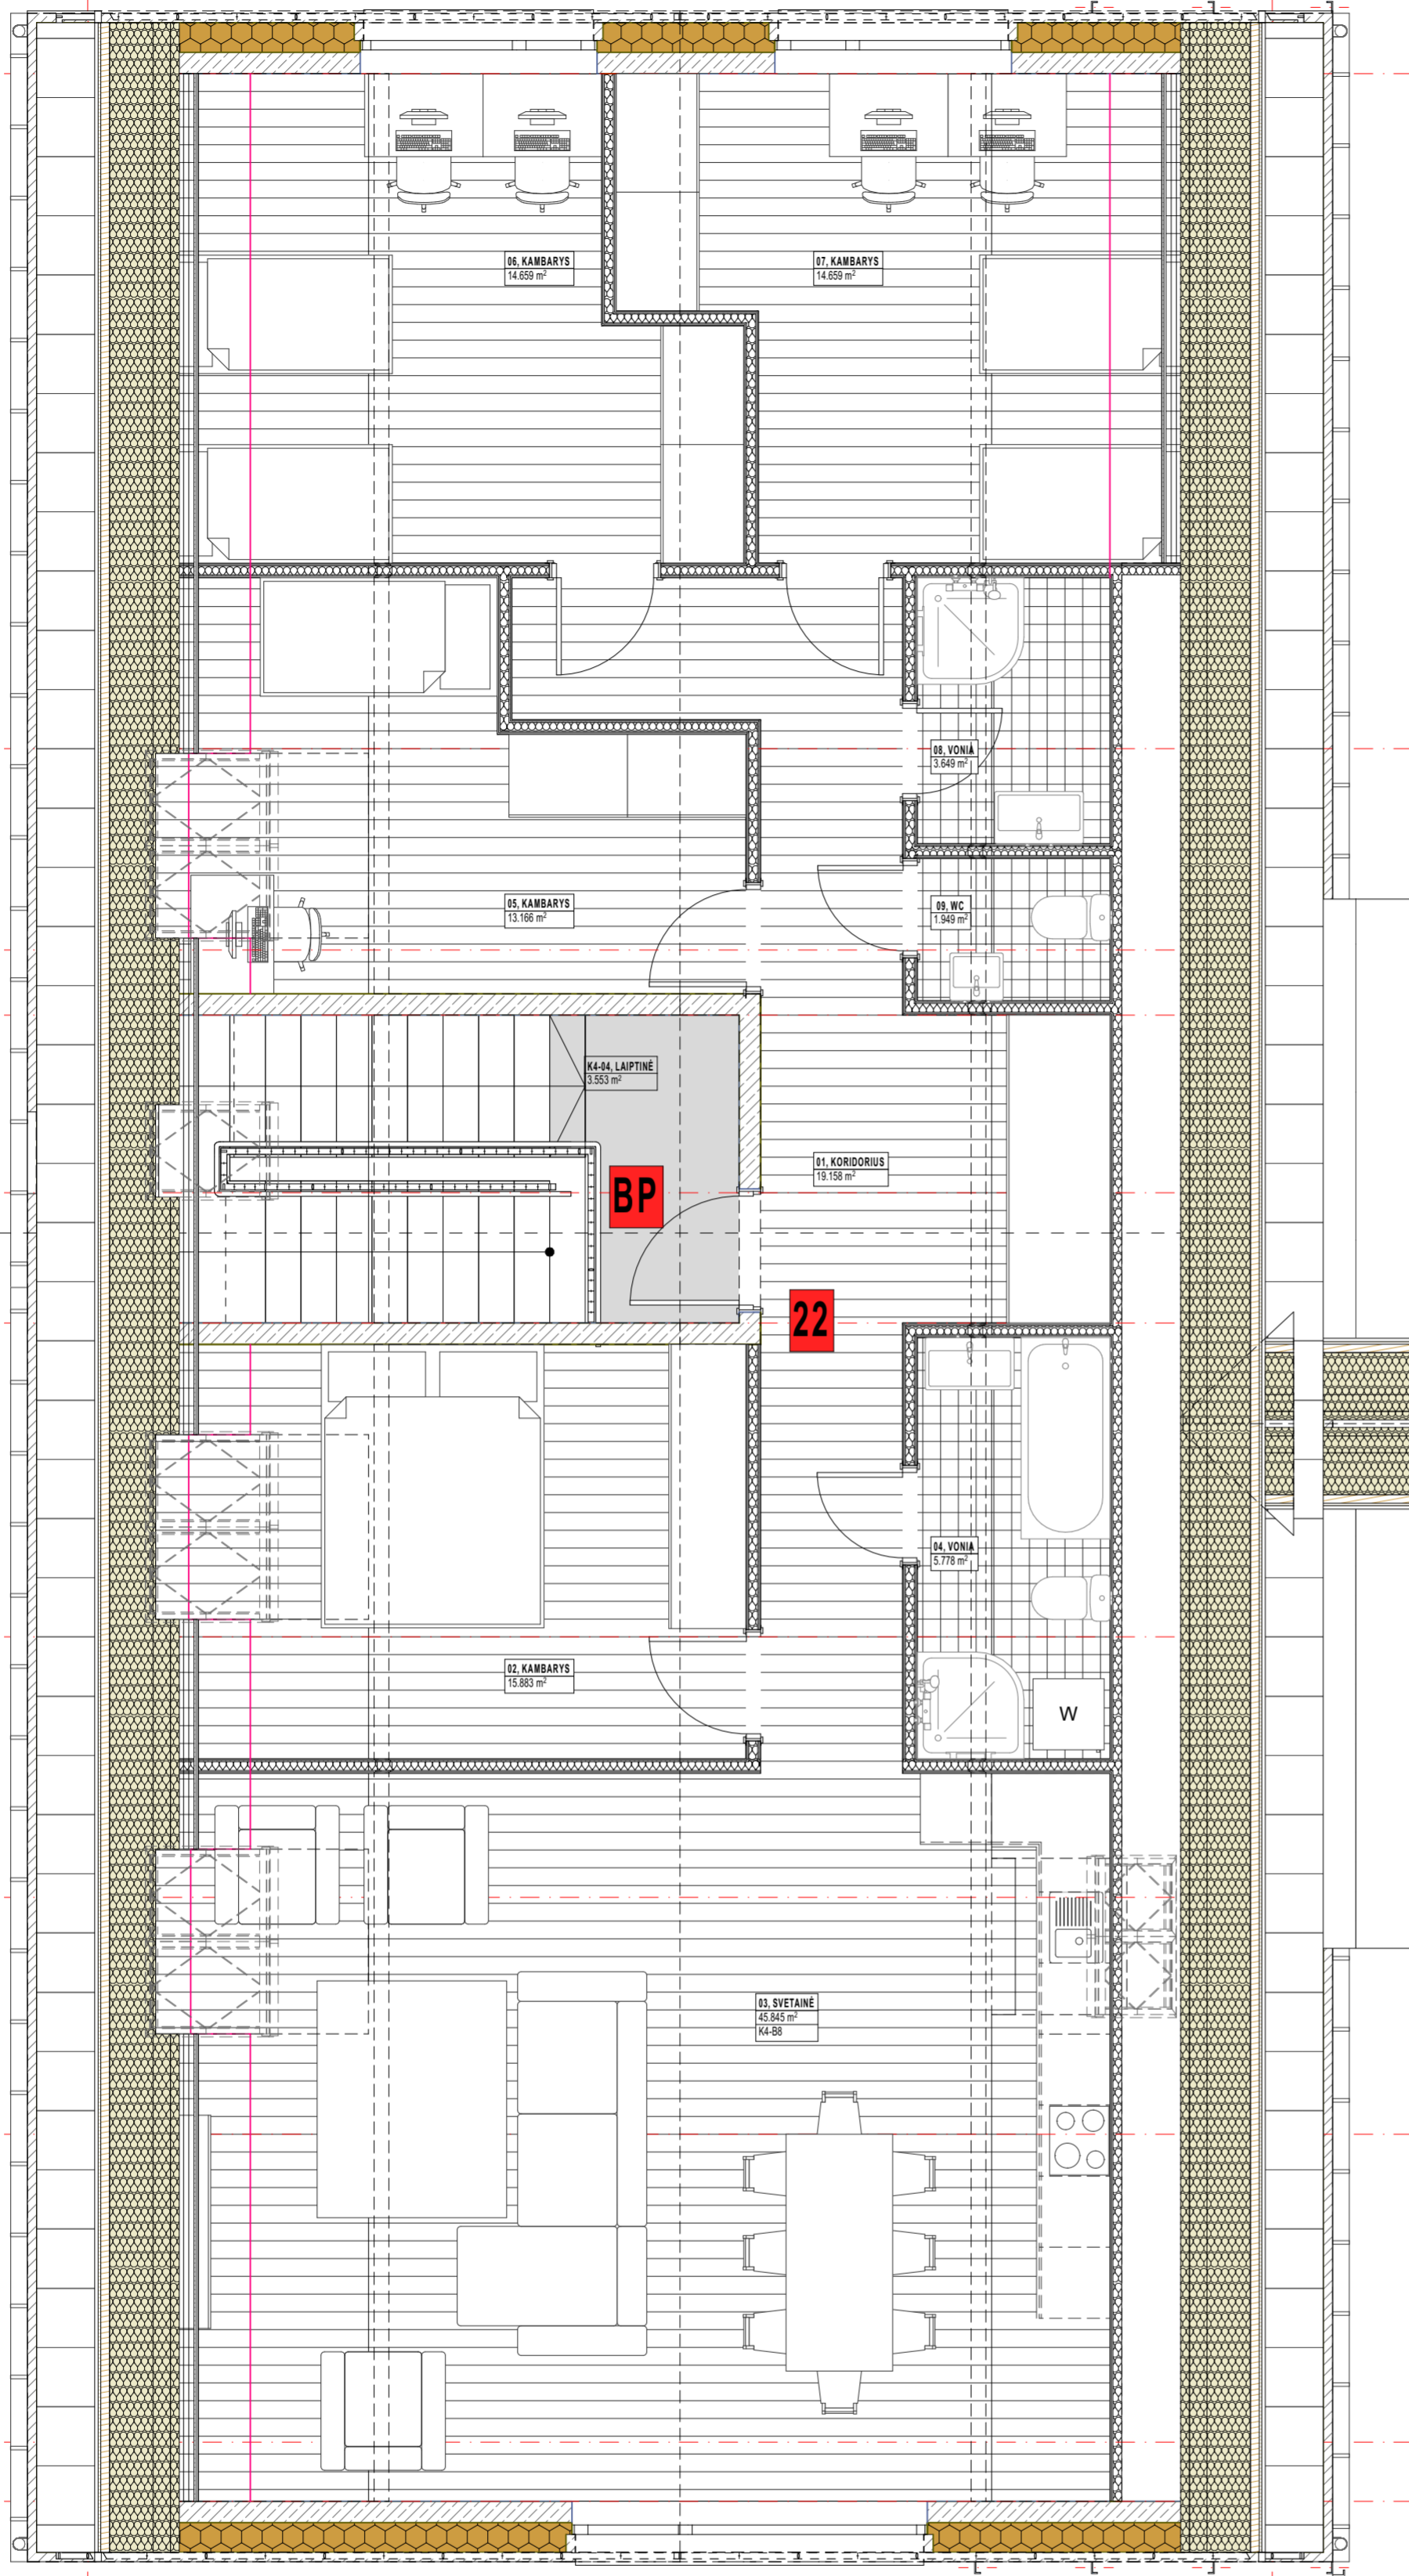 06, KAMBARYS
14.659 m²
07, KAMBARYS
14.659 m²
08, VONIA
3.649 m²
05, KAMBARYS
13.166 m²
09, WC
1.949 m²
K4-04, LAIPTINĖ
3.553 m²
01, KORIDORIUS
19.158 m²
BP
22
04, VONIA
5.778 m²
02, KAMBARYS
15.883 m²
W
03, SVETAINĖ
45.845 m²
K4-B8